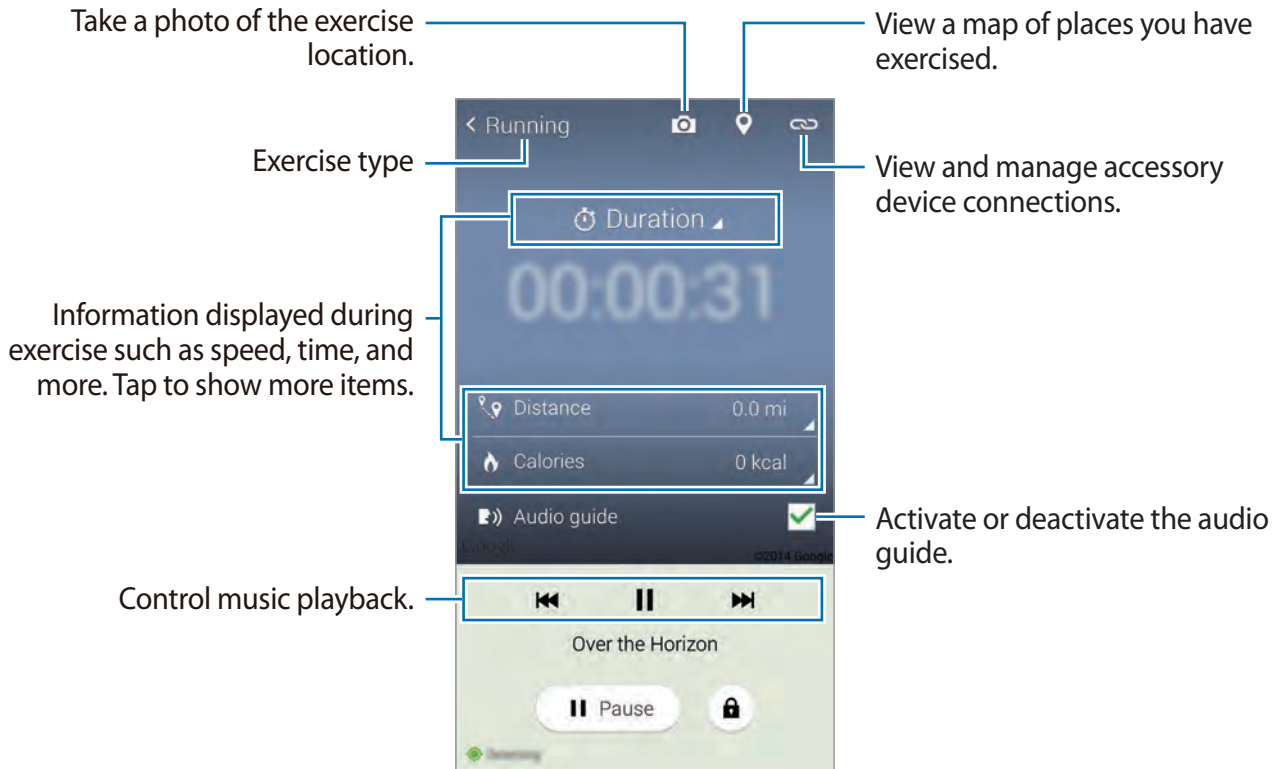 Take a photo of the exercise
location.
View a map of places you have
exercised.
Running
Exercise type
View and manage accessory
device connections.
Duration
00:00:31
Information displayed during
exercise such as speed, time, and
more. Tap to show more items.
Distance 0.0 mi
Calories 0 kcal
Audio guide
Activate or deactivate the audio
guide.
Google ©2014 Google
Control music playback.
Over the Horizon
Pause